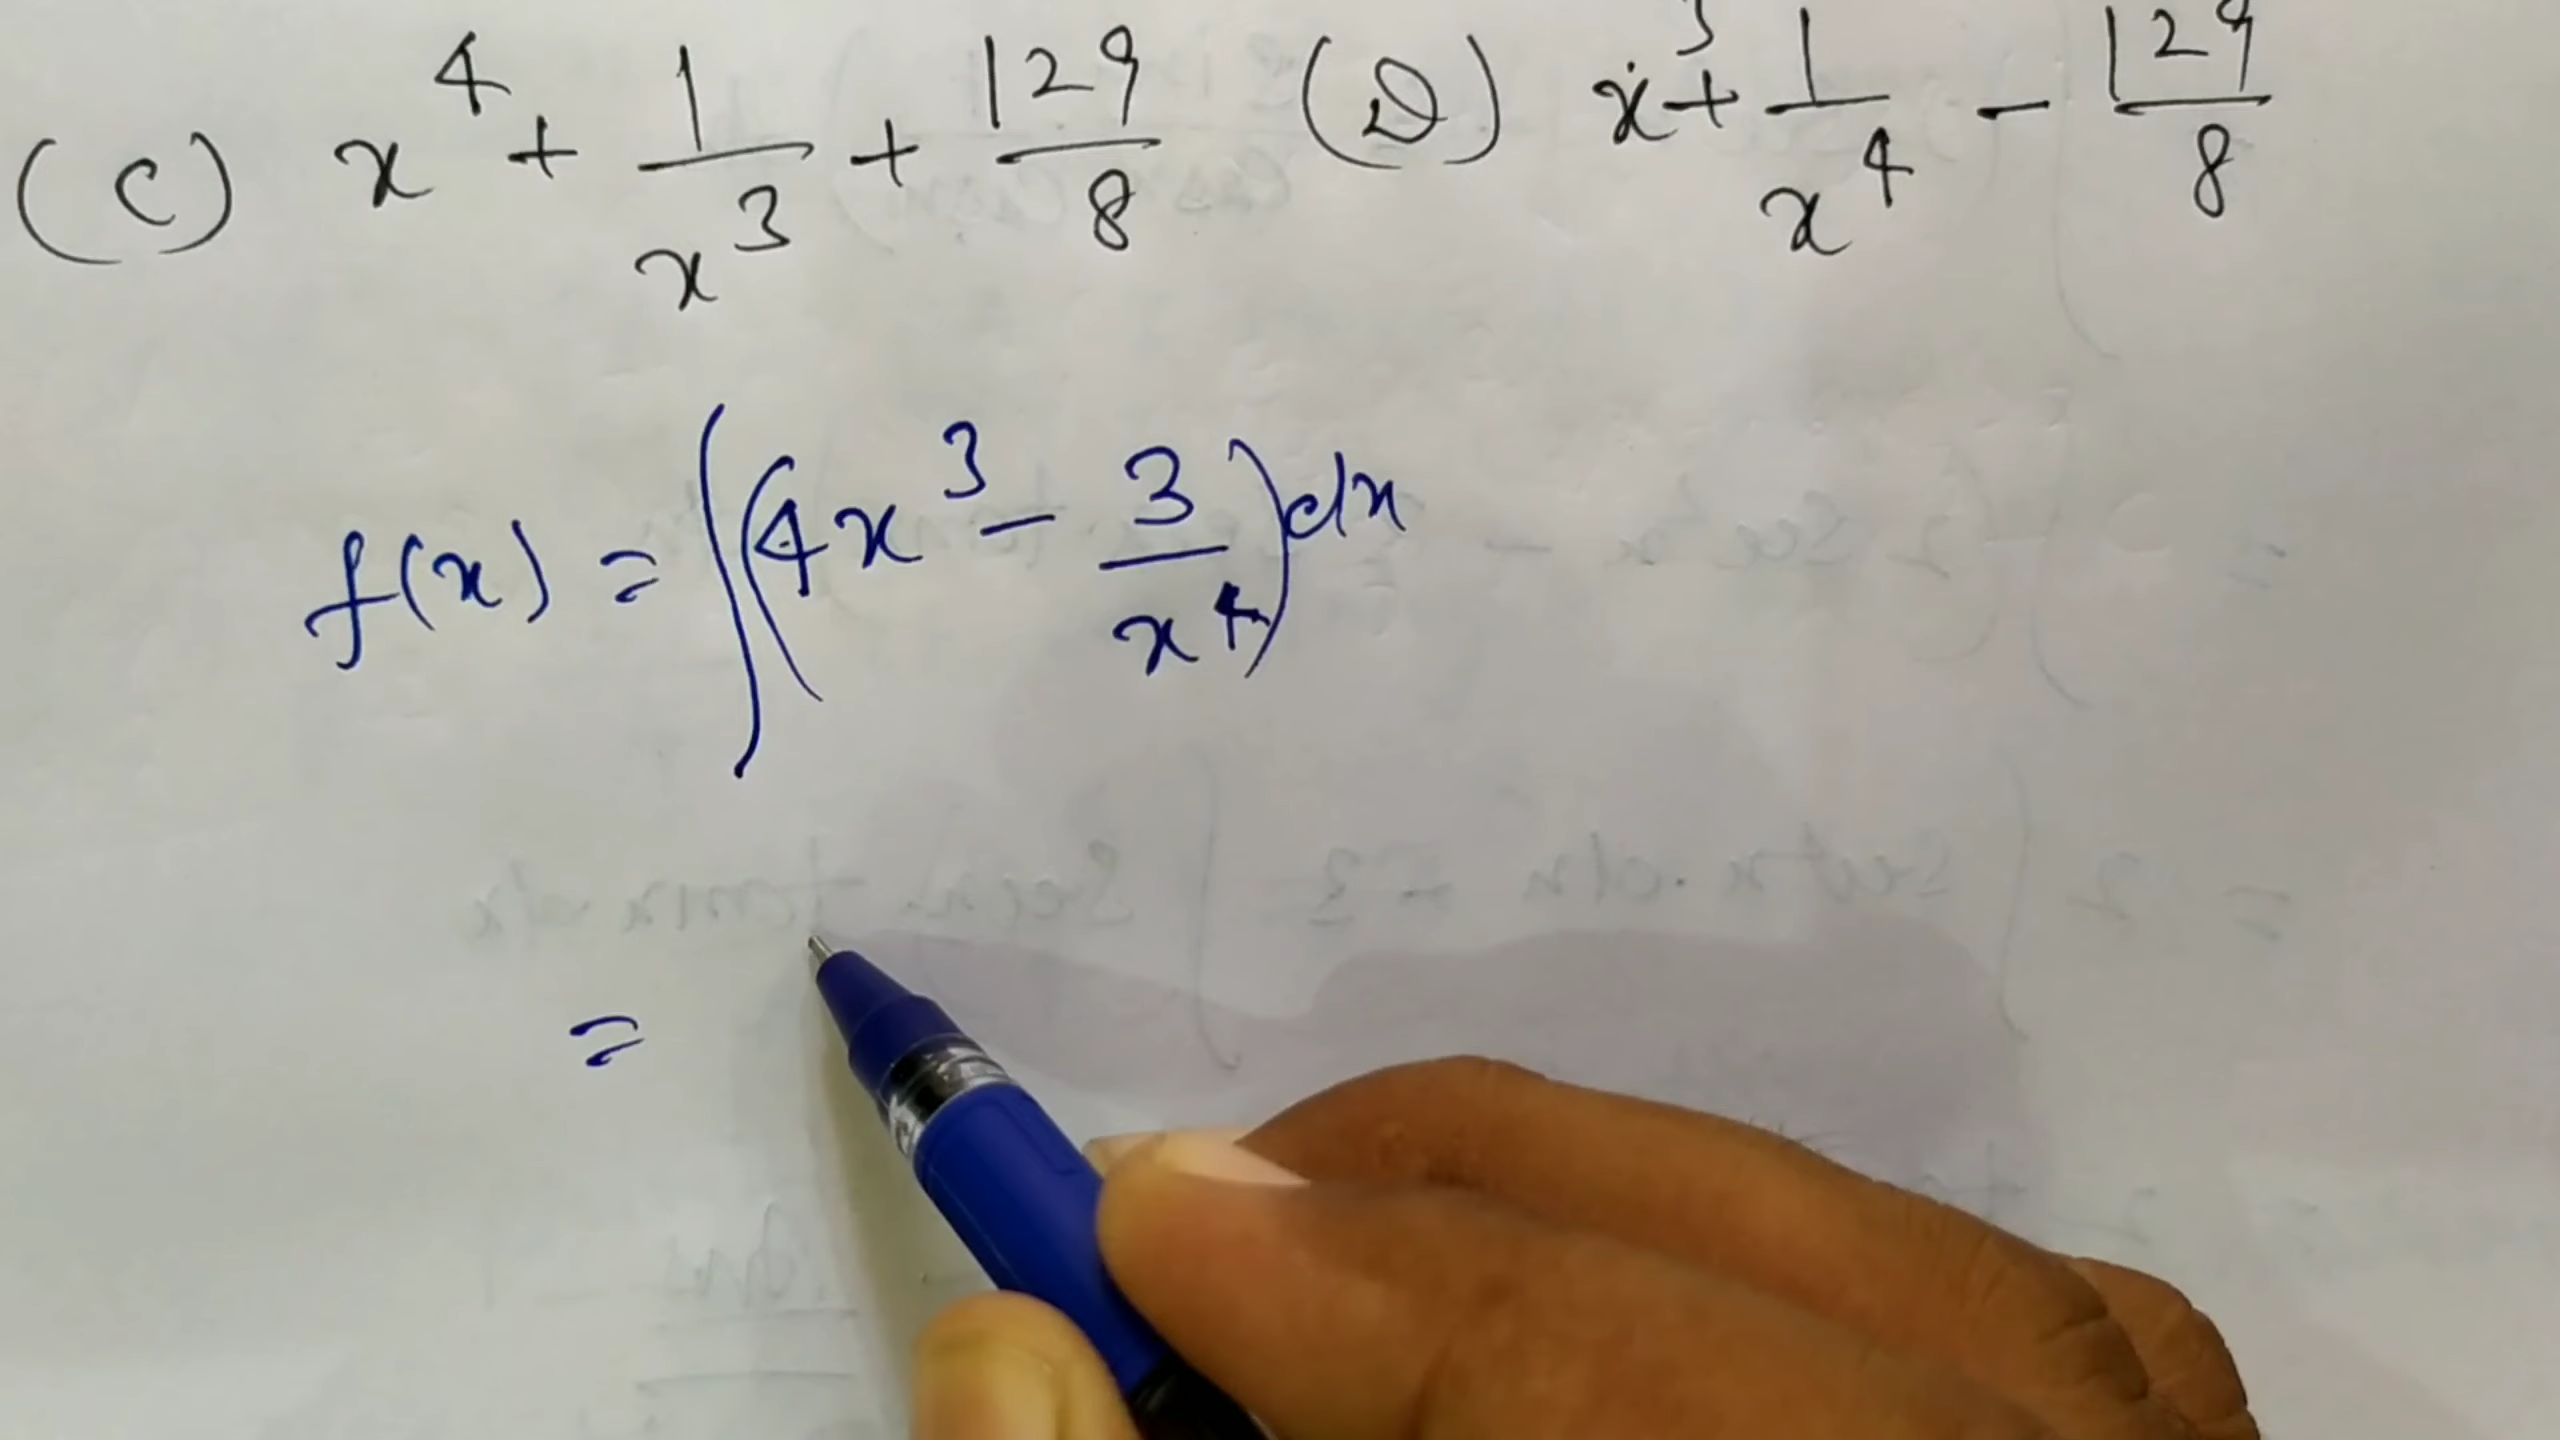 (C) x⁴ + 1/x³ + 129/8 (D) x³ + 1/x⁴ - 129/8
f(x) = ∫(4x³ - 3/x⁴)dx
=